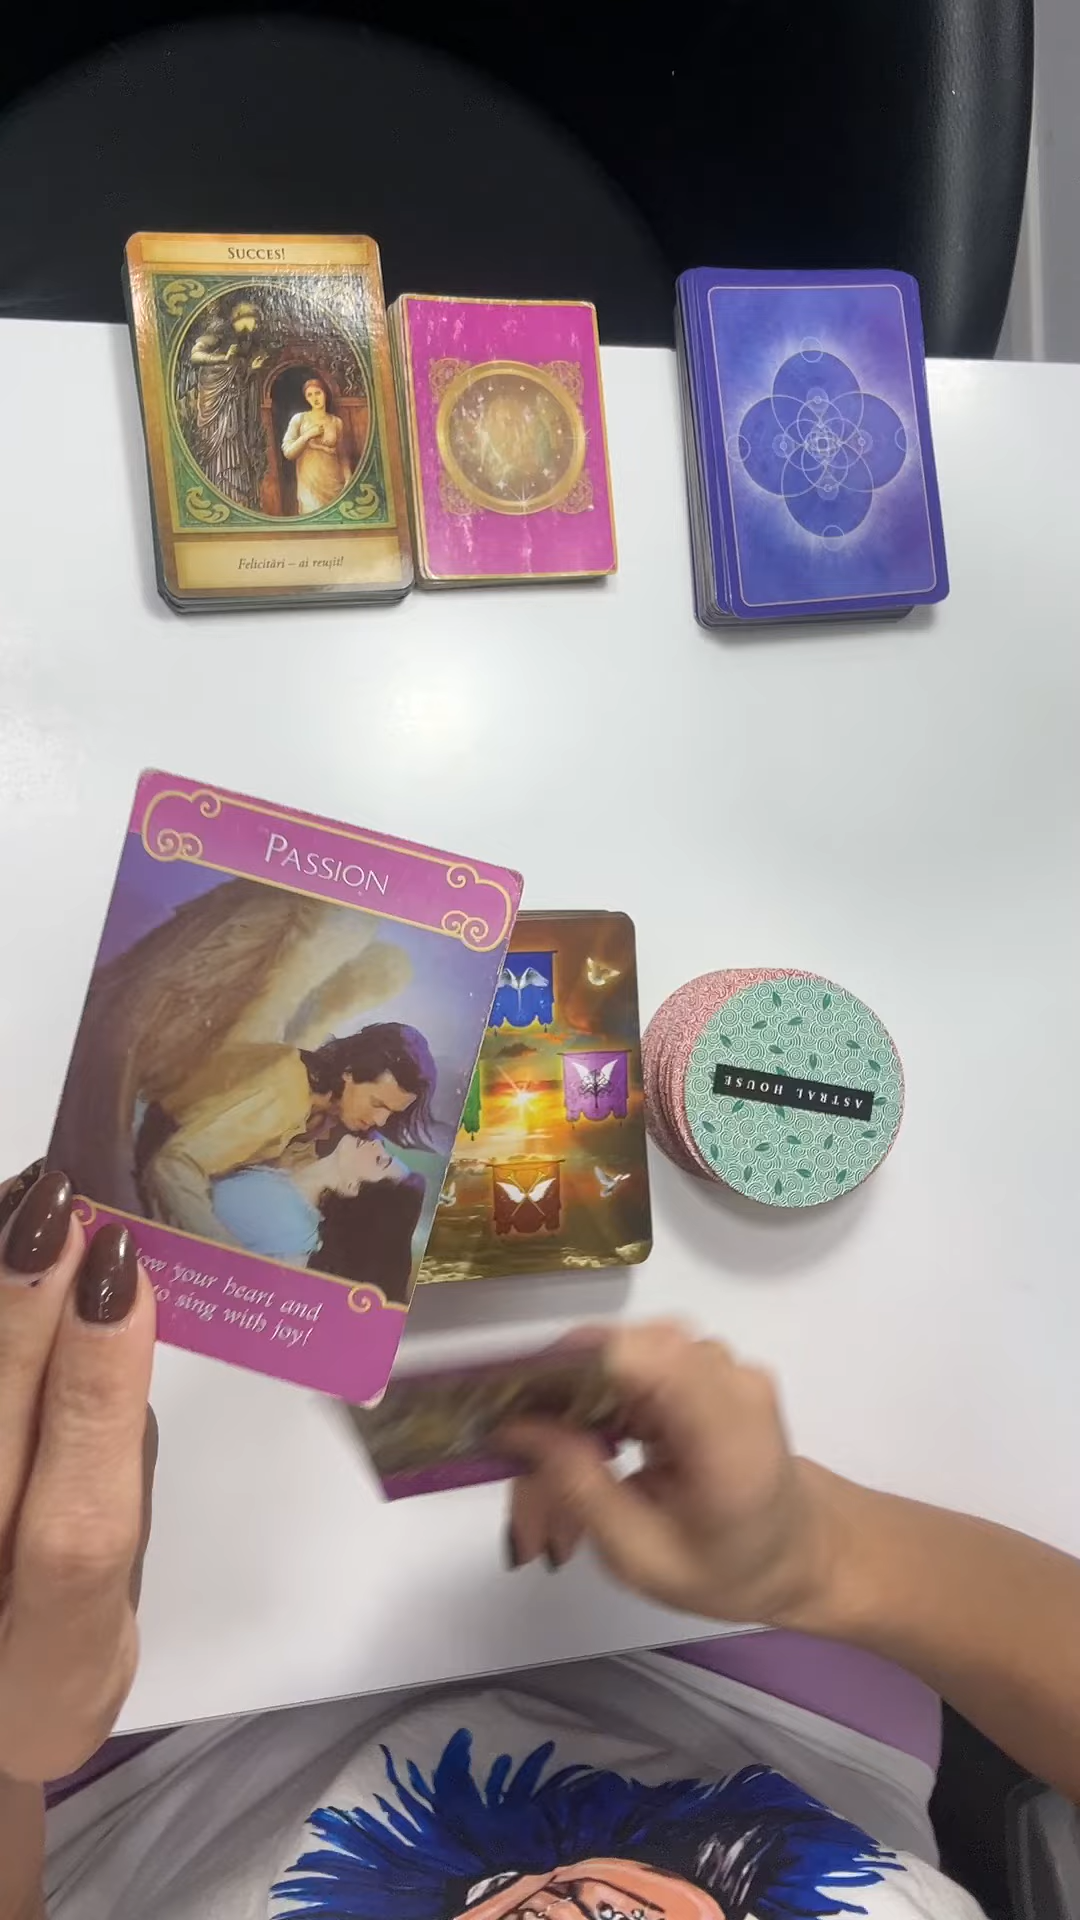 SUCCES!
Felicitări – ai reușit!
PASSION
your heart and
to sing with joy!
ASTRAL HOUSE